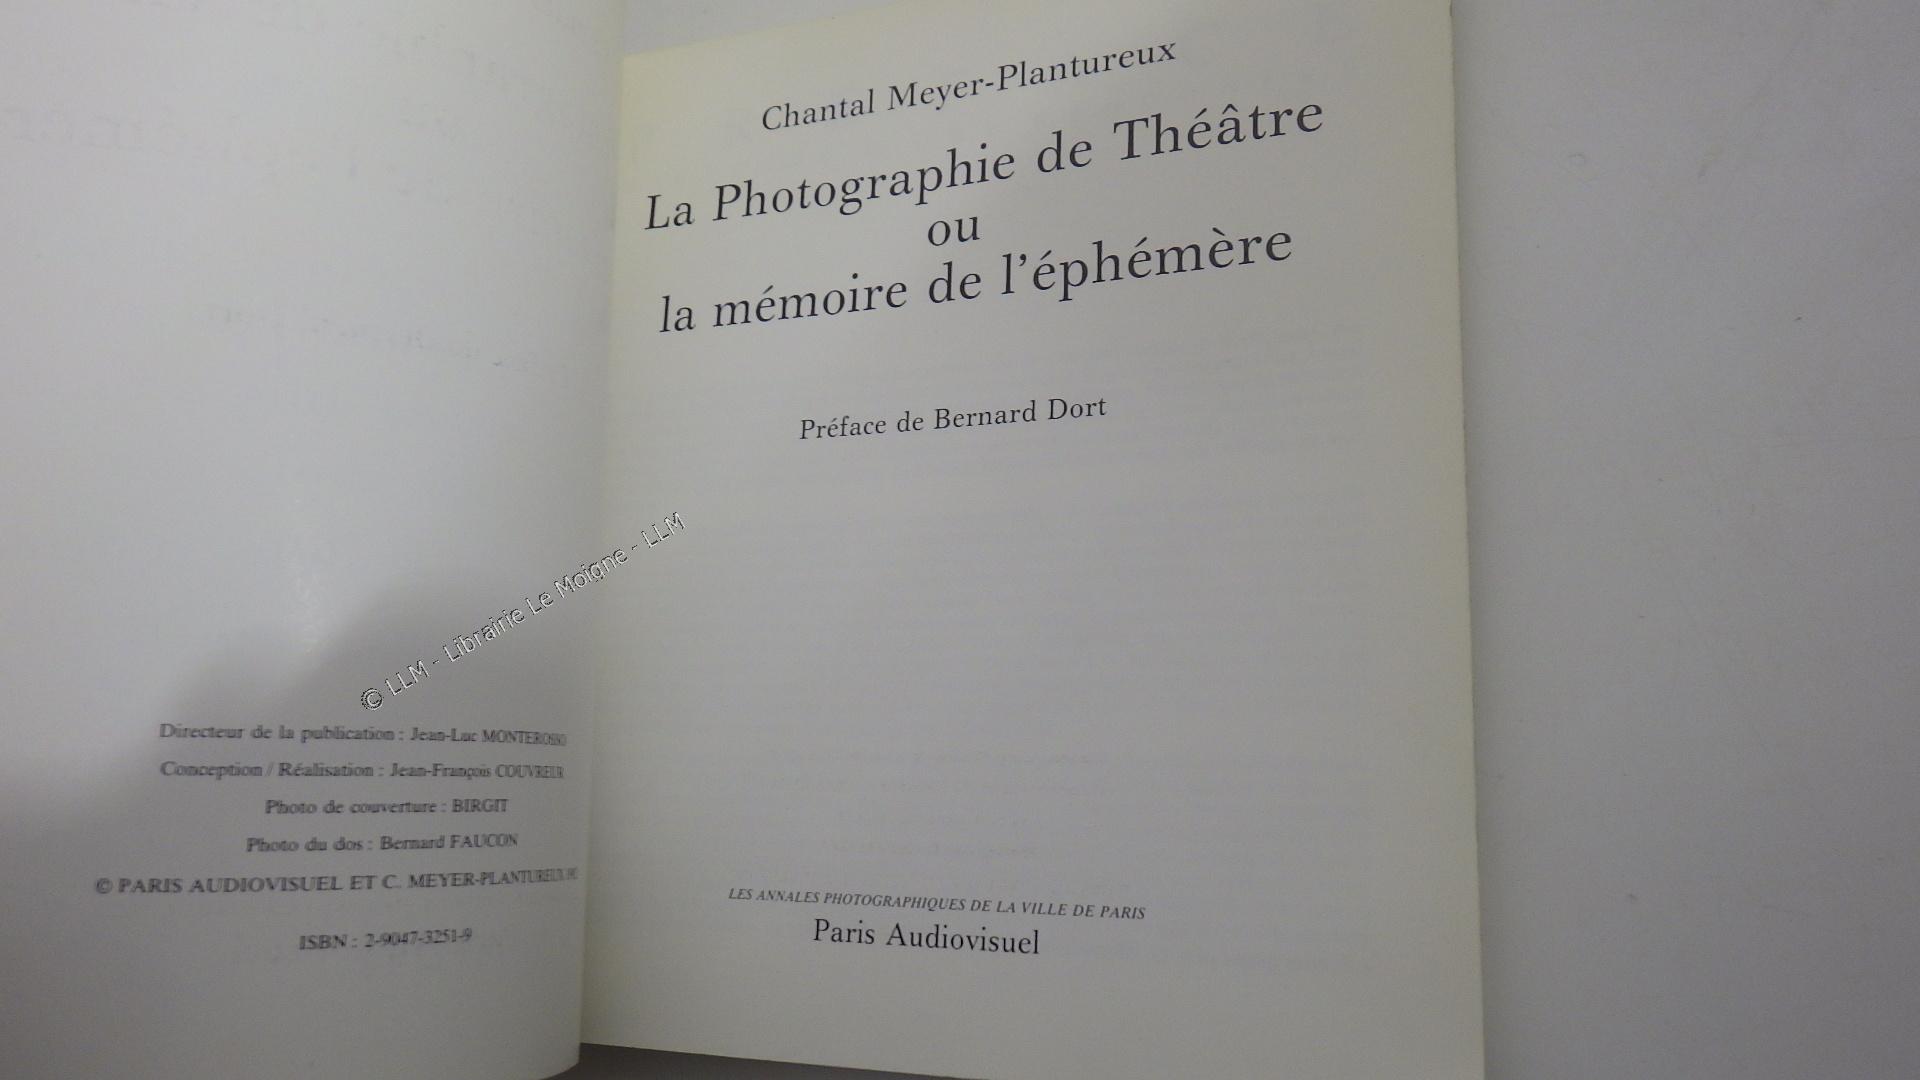 Directeur de la publication : Jean-Luc MONTEROSSO
Conception / Réalisation : Jean-François COUVREUR
Photo de couverture : BIRGIT
Photo du dos : Bernard FAUCON
© PARIS AUDIOVISUEL ET C. MEYER-PLANTUREUX
ISBN : 2-9047-3251-9
Chantal Meyer-Plantureux
La Photographie de Théâtre
ou
la mémoire de l'éphémère
Préface de Bernard Dort
LES ANNALES PHOTOGRAPHIQUES DE LA VILLE DE PARIS
Paris Audiovisuel
© LLM - Librairie Le Moigne - LLM